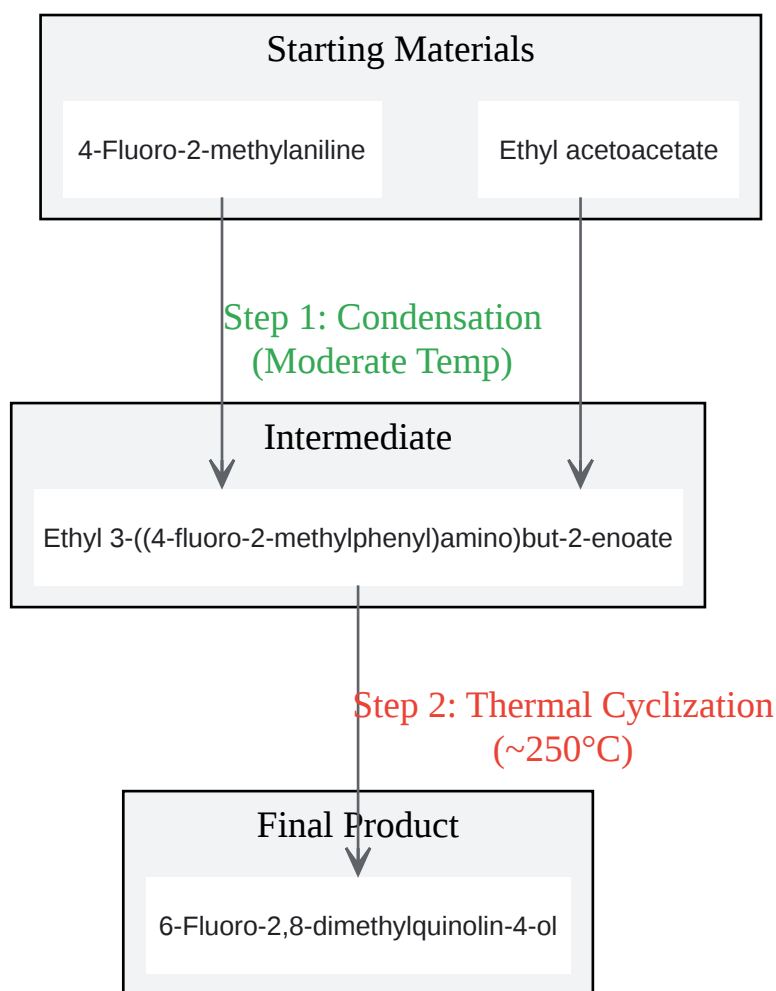 Starting Materials
4-Fluoro-2-methylaniline
Ethyl acetoacetate
Step 1: Condensation
(Moderate Temp)
Intermediate
Ethyl 3-((4-fluoro-2-methylphenyl)amino)but-2-enoate
Step 2: Thermal Cyclization
(~250°C)
Final Product
6-Fluoro-2,8-dimethylquinolin-4-ol